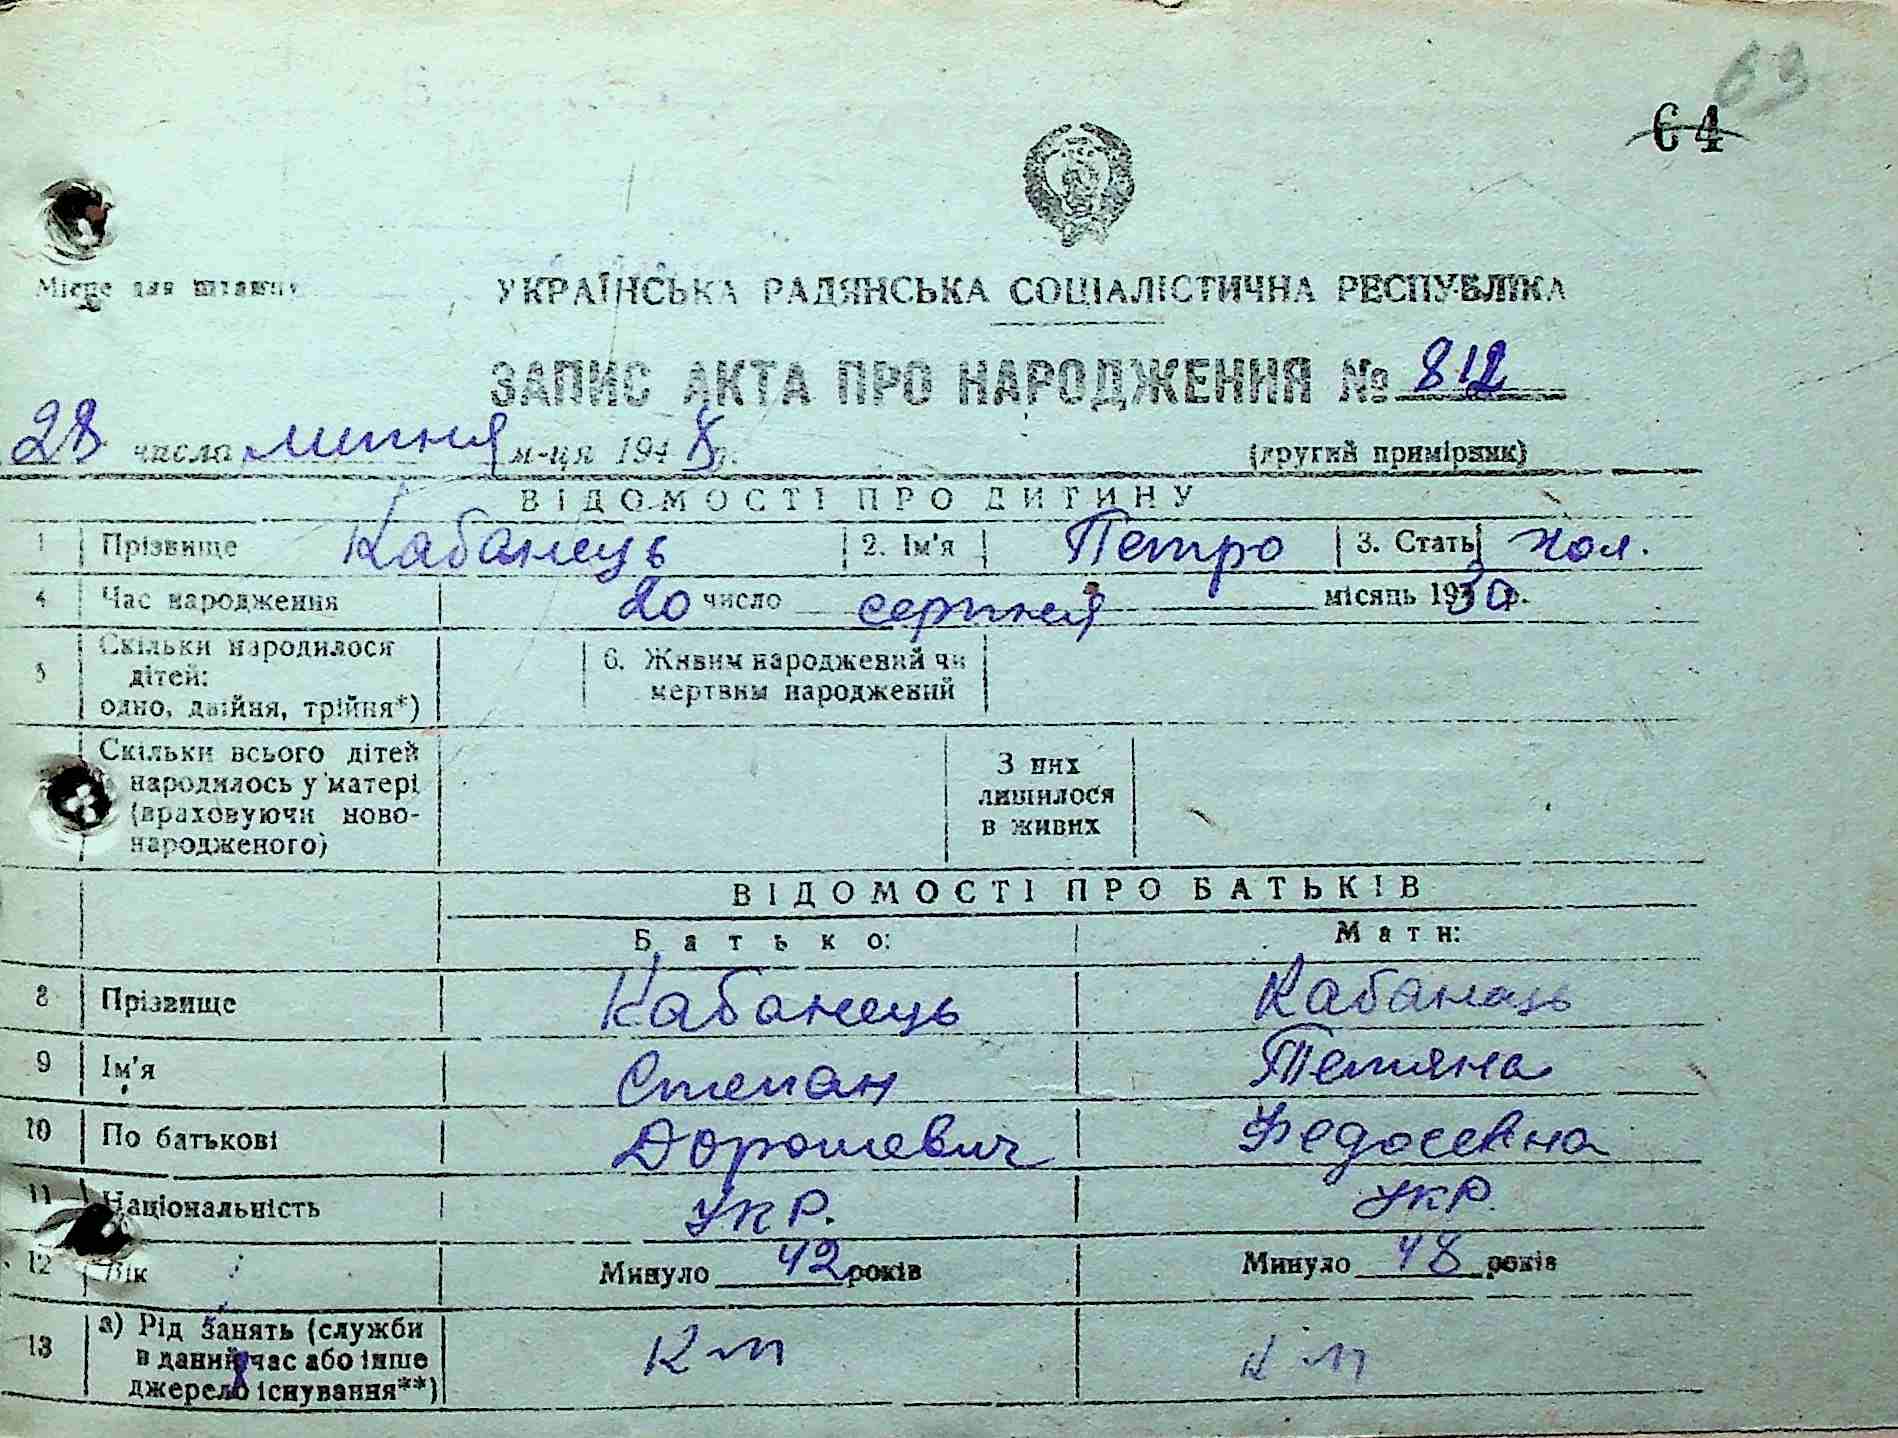 69
64
Місце для штампу
УКРАЇНСЬКА РАДЯНСЬКА СОЦІАЛІСТИЧНА РЕСПУБЛІКА
ЗАПИС АКТА ПРО НАРОДЖЕННЯ № 812
28 числа липня м-ця 1948 р. (другий примірник)
ВІДОМОСТІ ПРО ДИТИНУ
1 Прізвище Кабанець 2. Ім'я Петро 3. Стать чол.
4 Час народження 20 число серпня місяць 1930 р.
5 Скільки народилося дітей: одно, двійня, трійня*) 6. Живим народжений чи мертвим народжений
Скільки всього дітей народилось у матері (враховуючи новонародженого) З них лишилося в живих
ВІДОМОСТІ ПРО БАТЬКІВ
Батько: Мати:
8 Прізвище Кабанець Кабанець
9 Ім'я Степан Тетяна
10 По батькові Дорошевич Федосевна
11 Національність укр. укр.
12 Вік Минуло 42 років Минуло 48 років
13 а) Рід занять (служби в даний час або інше джерело існування**) к-п к-п